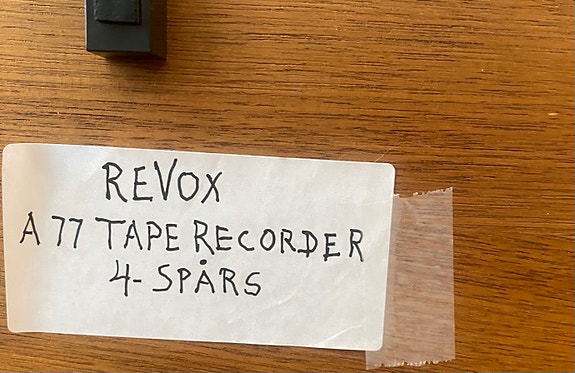 REVOX
A 77 TAPE RECORDER
4-SPÅRS